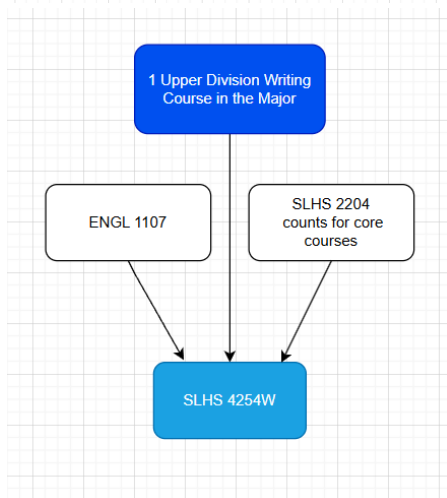 1 Upper Division Writing
Course in the Major
ENGL 1107
SLHS 2204
counts for core
courses
SLHS 4254W